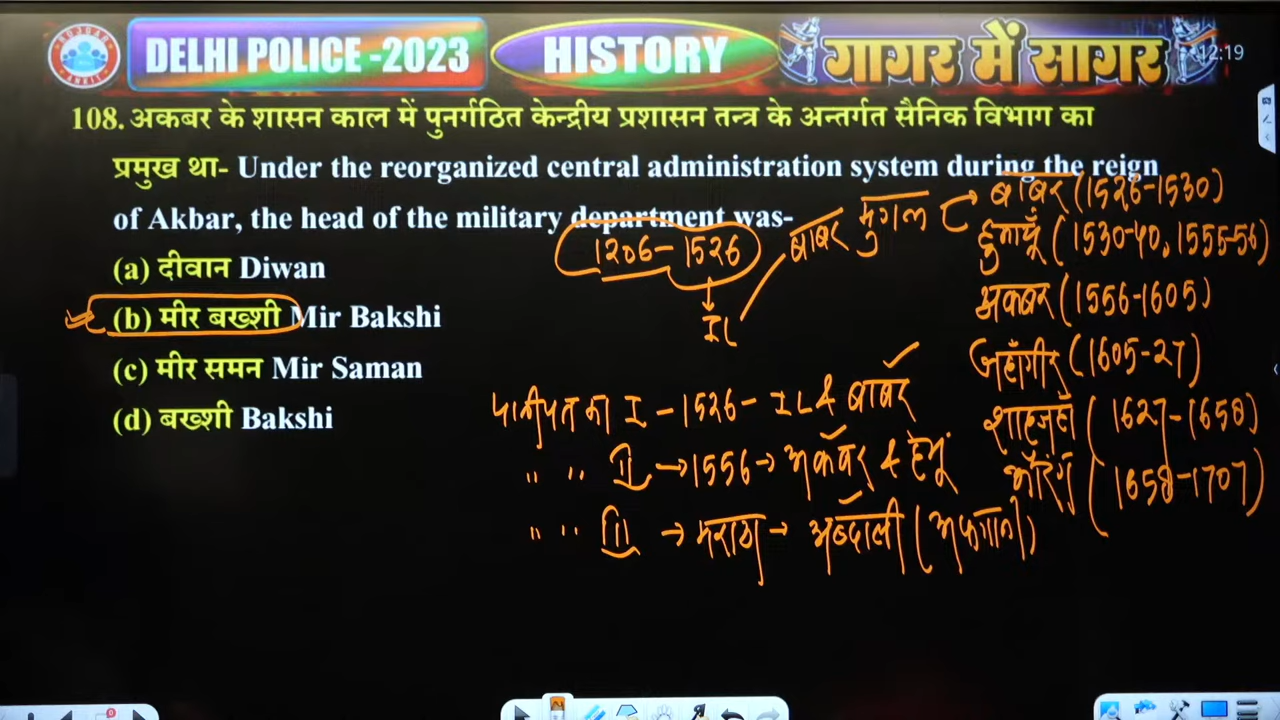 ROJGAR
ANKIT
DELHI POLICE -2023
HISTORY
गागर में सागर
12:19
108. अकबर के शासन काल में पुनर्गठित केन्द्रीय प्रशासन तन्त्र के अन्तर्गत सैनिक विभाग का
प्रमुख था- Under the reorganized central administration system during the reign
of Akbar, the head of the military department was-
(a) दीवान Diwan
(b) मीर बख्शी Mir Bakshi
(c) मीर समन Mir Saman
(d) बख्शी Bakshi
1206-1526
IL
बाबर मुगल
बाबर (1526-1530)
हुमायूँ (1530-40, 1555-56)
अकबर (1556-1605)
जहाँगीर (1605-27)
शाहजहाँ (1627-1658)
औरंग (1658-1707)
पानीपत का I - 1526 - IL & बाबर
" " II → 1556 → अकबर & हेमू
" " III → मराठा → अब्दाली (अफगान)